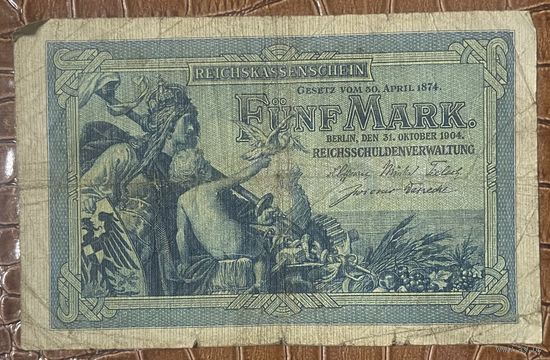 REICHSKASSENSCHEIN
GESETZ VOM 30. APRIL 1874.
FÜNF MARK.
BERLIN, DEN 31. OKTOBER 1904.
REICHSSCHULDENVERWALTUNG